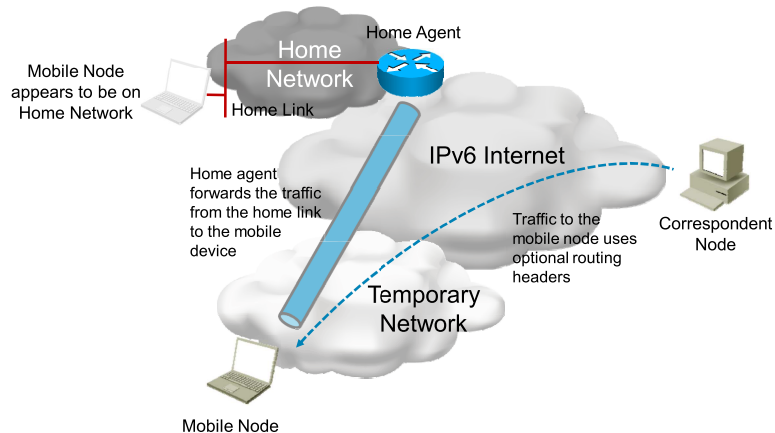 Home Agent
Home
Network
Mobile Node
appears to be on
Home Network
Home Link
IPv6 Internet
Home agent
forwards the traffic
from the home link
to the mobile
device
Traffic to the
mobile node uses
optional routing
headers
Correspondent
Node
Temporary
Network
Mobile Node